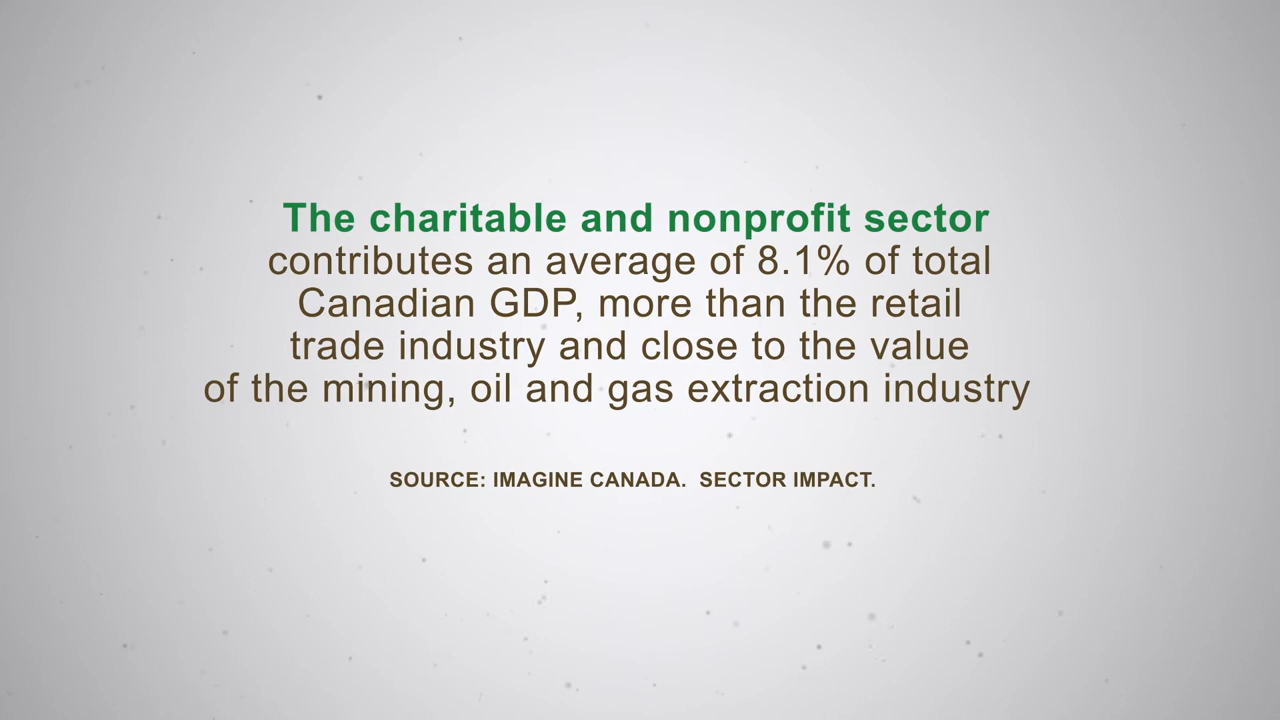 The charitable and nonprofit sector
contributes an average of 8.1% of total
Canadian GDP, more than the retail
trade industry and close to the value
of the mining, oil and gas extraction industry
SOURCE: IMAGINE CANADA.  SECTOR IMPACT.